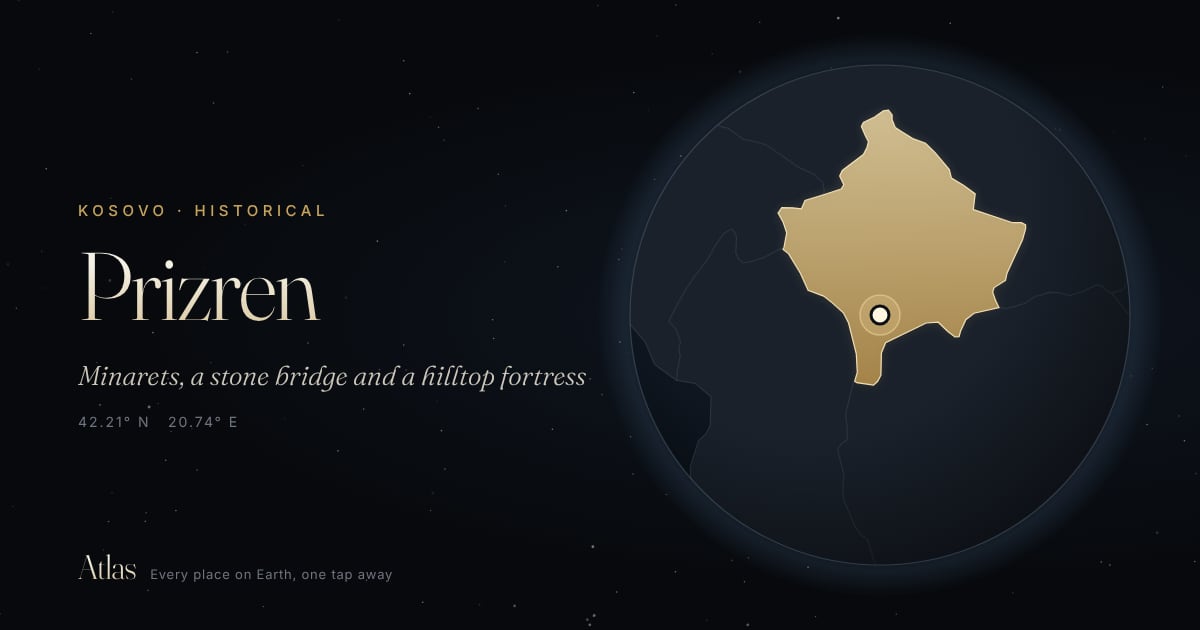 KOSOVO · HISTORICAL
Prizren
Minarets, a stone bridge and a hilltop fortress
42.21° N 20.74° E
Atlas Every place on Earth, one tap away